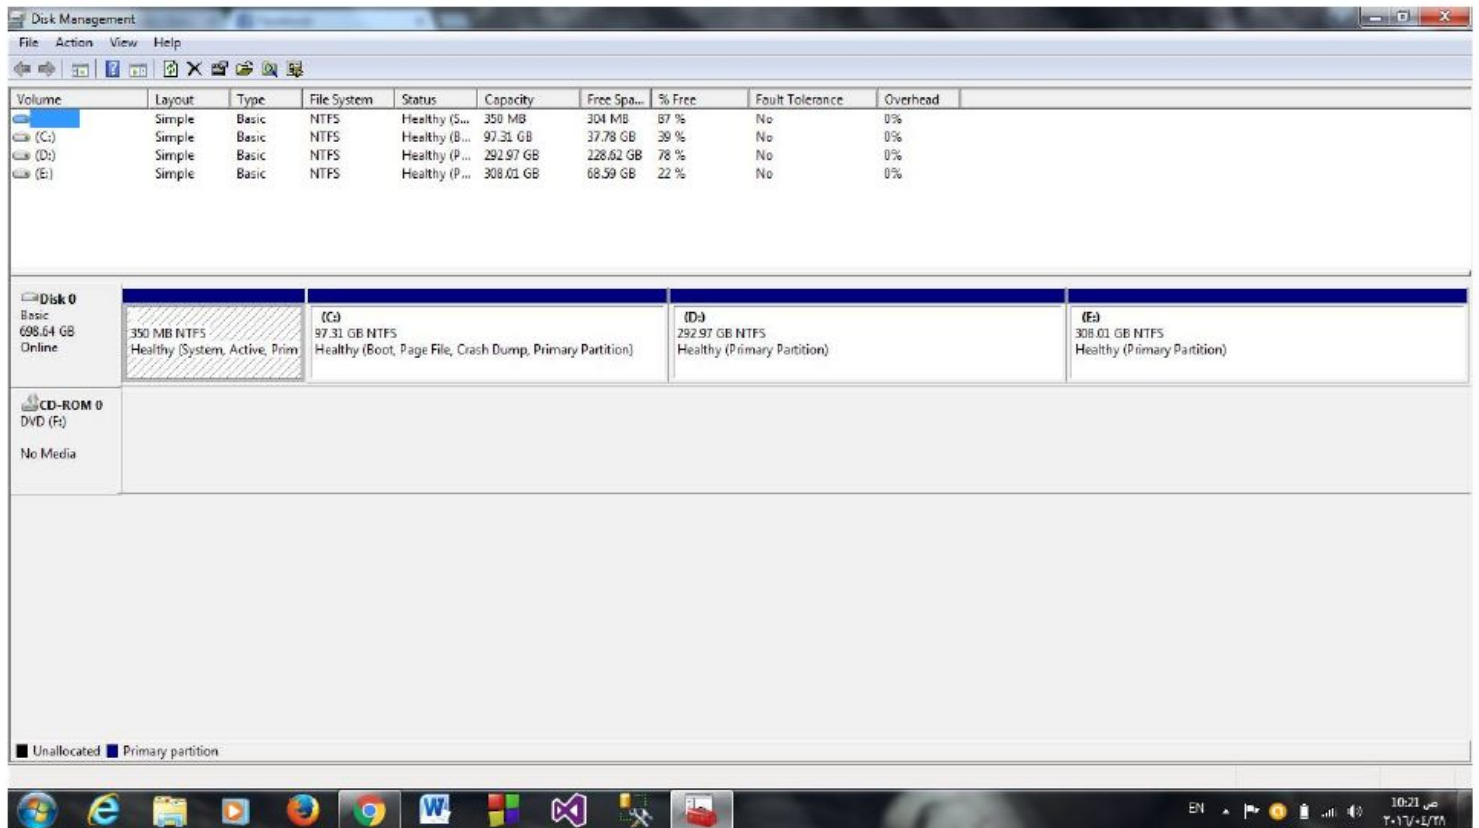 Disk Management
File Action View Help
Volume Layout Type File System Status Capacity Free Spa... % Free Fault Tolerance Overhead
Simple Basic NTFS Healthy (S... 350 MB 304 MB 87 % No 0%
(C:) Simple Basic NTFS Healthy (B... 97.31 GB 37.78 GB 39 % No 0%
(D:) Simple Basic NTFS Healthy (P... 292.97 GB 228.62 GB 78 % No 0%
(E:) Simple Basic NTFS Healthy (P... 308.01 GB 68.59 GB 22 % No 0%
Disk 0
Basic
698.64 GB
Online
350 MB NTFS
Healthy (System, Active, Prim
(C:)
97.31 GB NTFS
Healthy (Boot, Page File, Crash Dump, Primary Partition)
(D:)
292.97 GB NTFS
Healthy (Primary Partition)
(E:)
308.01 GB NTFS
Healthy (Primary Partition)
CD-ROM 0
DVD (F:)
No Media
Unallocated Primary partition
EN
10:21 ص